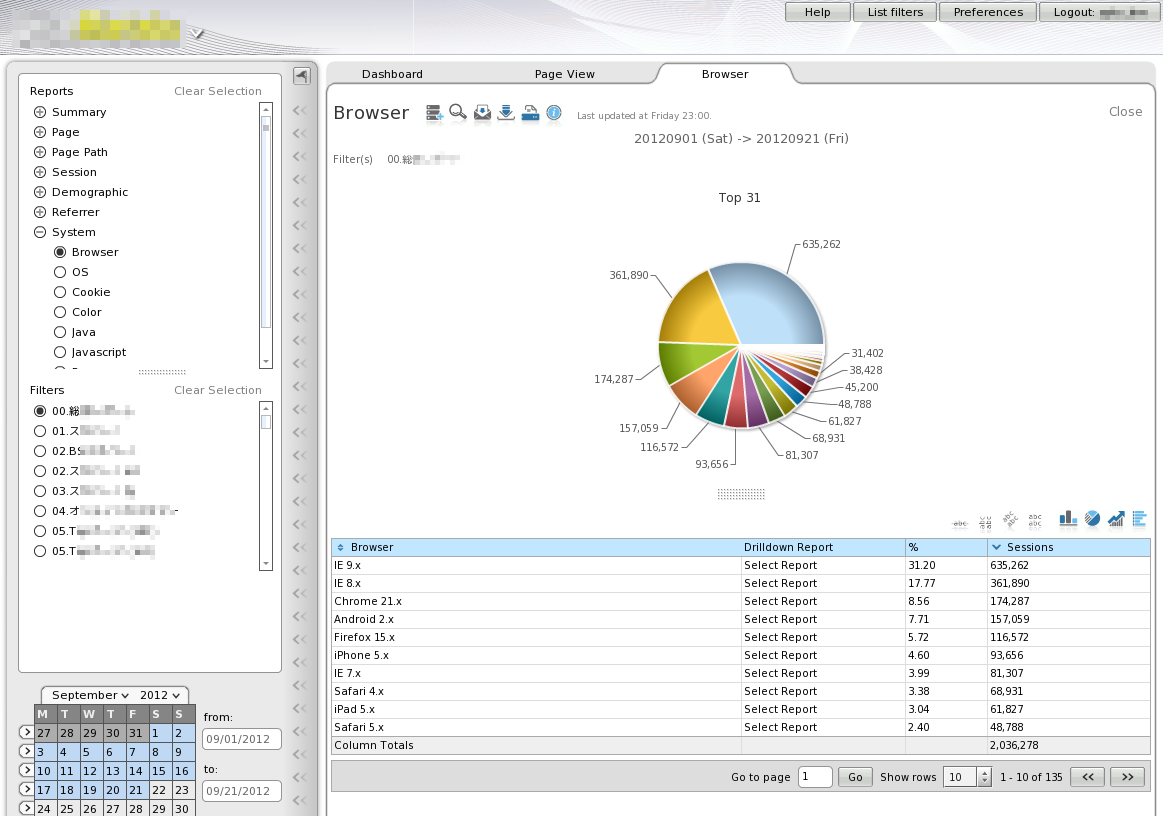 Help List filters Preferences Logout:
Dashboard Page View Browser
Reports Clear Selection
Summary
Page
Page Path
Session
Demographic
Referrer
System
Browser
OS
Cookie
Color
Java
Javascript
Filters Clear Selection
00.総
01.ス
02.BS
02.ス
03.ス
04.オ
05.T
05.T
September 2012
M T W T F S S
27 28 29 30 31 1 2
3 4 5 6 7 8 9
10 11 12 13 14 15 16
17 18 19 20 21 22 23
24 25 26 27 28 29 30
from:
09/01/2012
to:
09/21/2012
Browser Last updated at Friday 23:00. Close
20120901 (Sat) -> 20120921 (Fri)
Filter(s) 00.総
Top 31
635,262
361,890
174,287
157,059
116,572
93,656
81,307
68,931
61,827
48,788
45,200
38,428
31,402
abc abc abc abc abc abc abc
Browser Drilldown Report % Sessions
IE 9.x Select Report 31.20 635,262
IE 8.x Select Report 17.77 361,890
Chrome 21.x Select Report 8.56 174,287
Android 2.x Select Report 7.71 157,059
Firefox 15.x Select Report 5.72 116,572
iPhone 5.x Select Report 4.60 93,656
IE 7.x Select Report 3.99 81,307
Safari 4.x Select Report 3.38 68,931
iPad 5.x Select Report 3.04 61,827
Safari 5.x Select Report 2.40 48,788
Column Totals 2,036,278
Go to page 1 Go Show rows 10 1 - 10 of 135 << >>